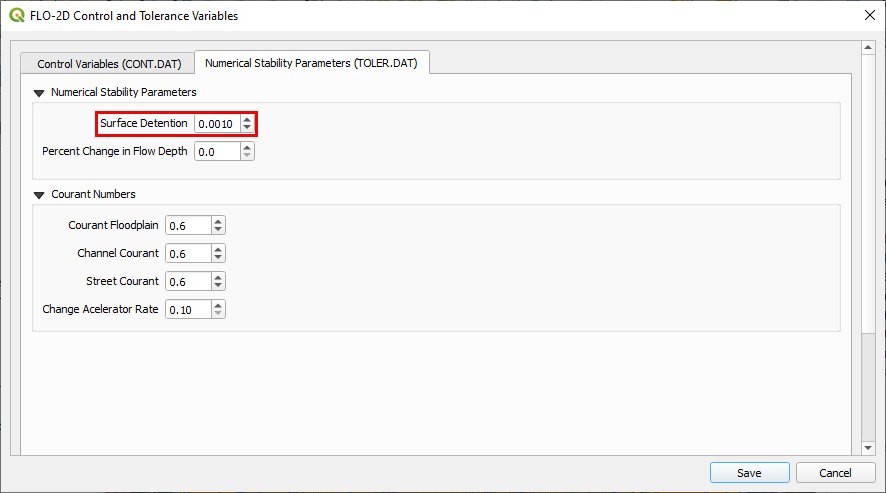 FLO-2D Control and Tolerance Variables
Control Variables (CONT.DAT)
Numerical Stability Parameters (TOLER.DAT)
Numerical Stability Parameters
Surface Detention 0.0010
Percent Change in Flow Depth 0.0
Courant Numbers
Courant Floodplain 0.6
Channel Courant 0.6
Street Courant 0.6
Change Acelerator Rate 0.10
Save
Cancel